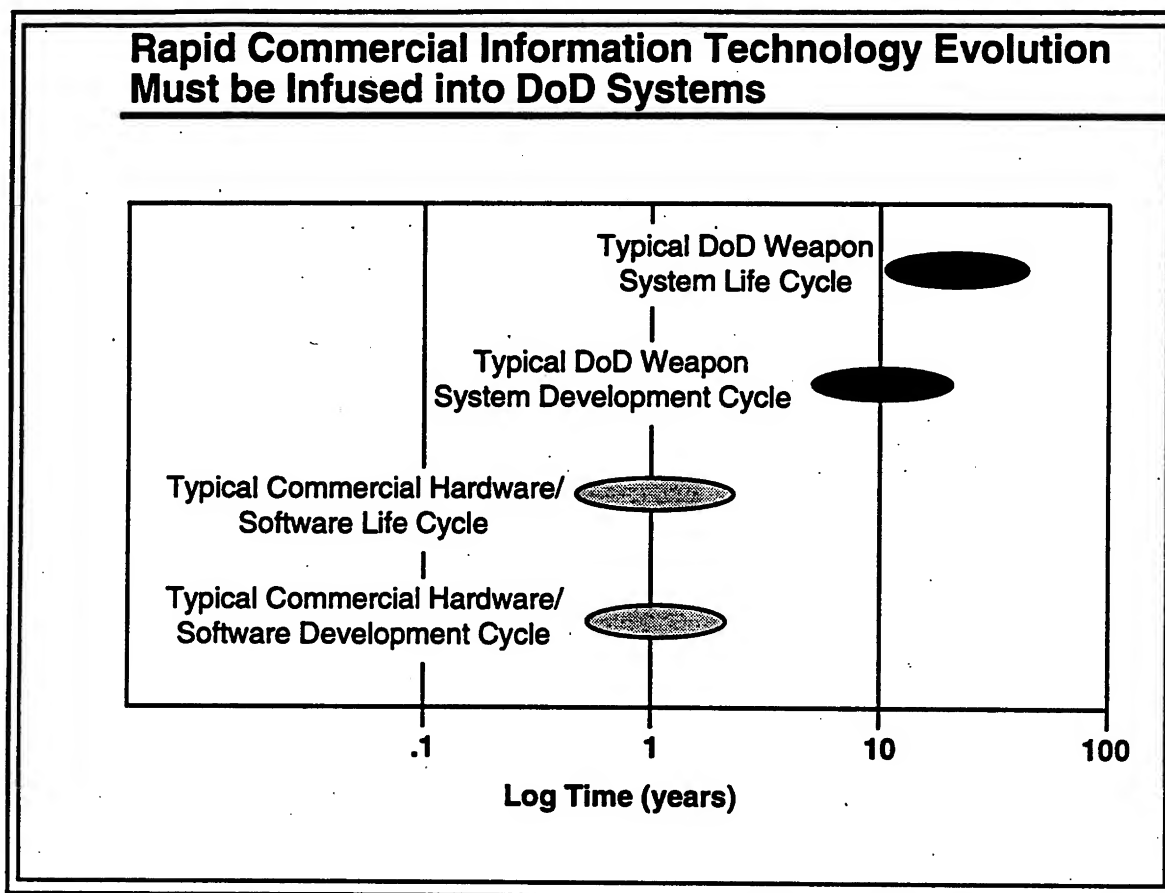 Rapid Commercial Information Technology Evolution
Must be Infused into DoD Systems
Typical DoD Weapon
System Life Cycle
Typical DoD Weapon
System Development Cycle
Typical Commercial Hardware/
Software Life Cycle
Typical Commercial Hardware/
Software Development Cycle
.1 1 10 100
Log Time (years)